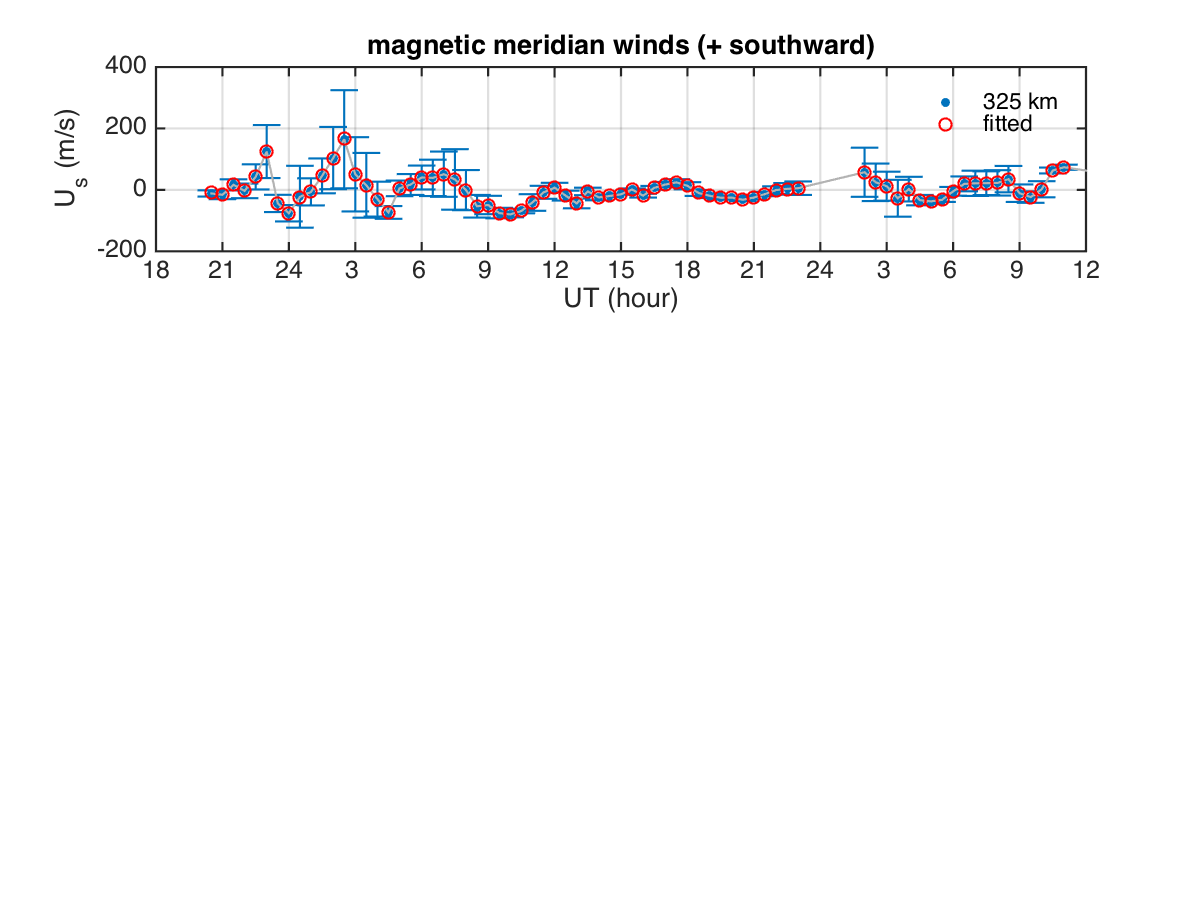 magnetic meridian winds (+ southward)
400
200
0
-200
U_s (m/s)
325 km
fitted
18 21 24 3 6 9 12 15 18 21 24 3 6 9 12
UT (hour)